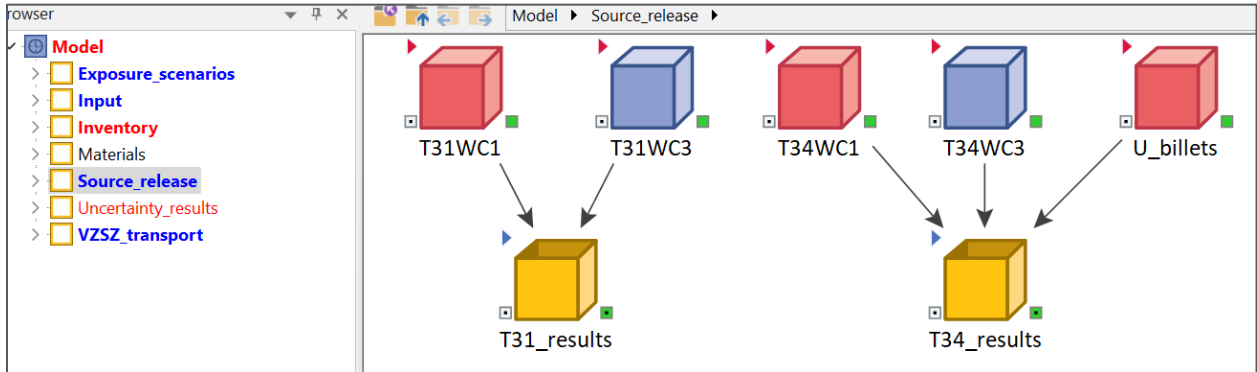 rowser
Model Source_release
Model
Exposure_scenarios
Input
Inventory
Materials
Source_release
Uncertainty_results
VZSZ_transport
T31WC1 T31WC3 T34WC1 T34WC3 U_billets
T31_results T34_results